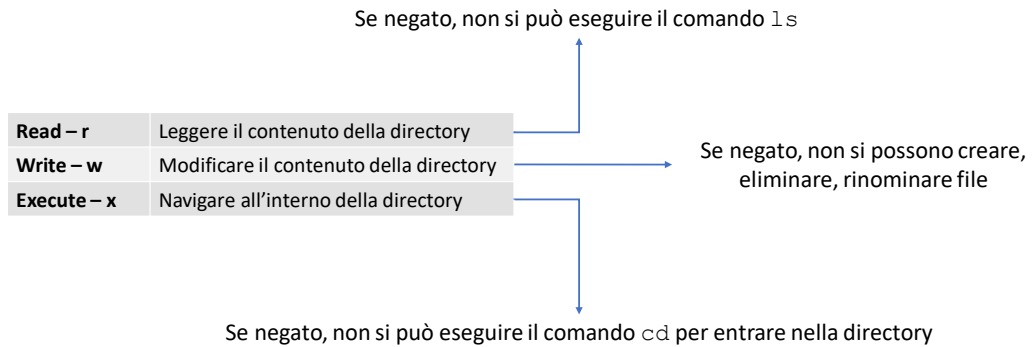 Se negato, non si può eseguire il comando ls
Read – r Leggere il contenuto della directory
Write – w Modificare il contenuto della directory
Execute – x Navigare all’interno della directory
Se negato, non si possono creare,
eliminare, rinominare file
Se negato, non si può eseguire il comando cd per entrare nella directory